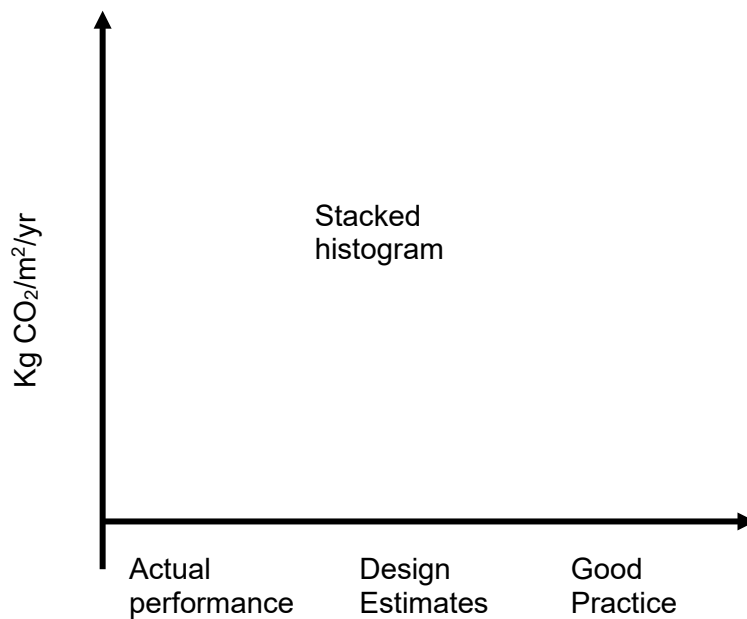 Kg CO₂/m²/yr
Stacked
histogram
Actual
performance
Design
Estimates
Good
Practice